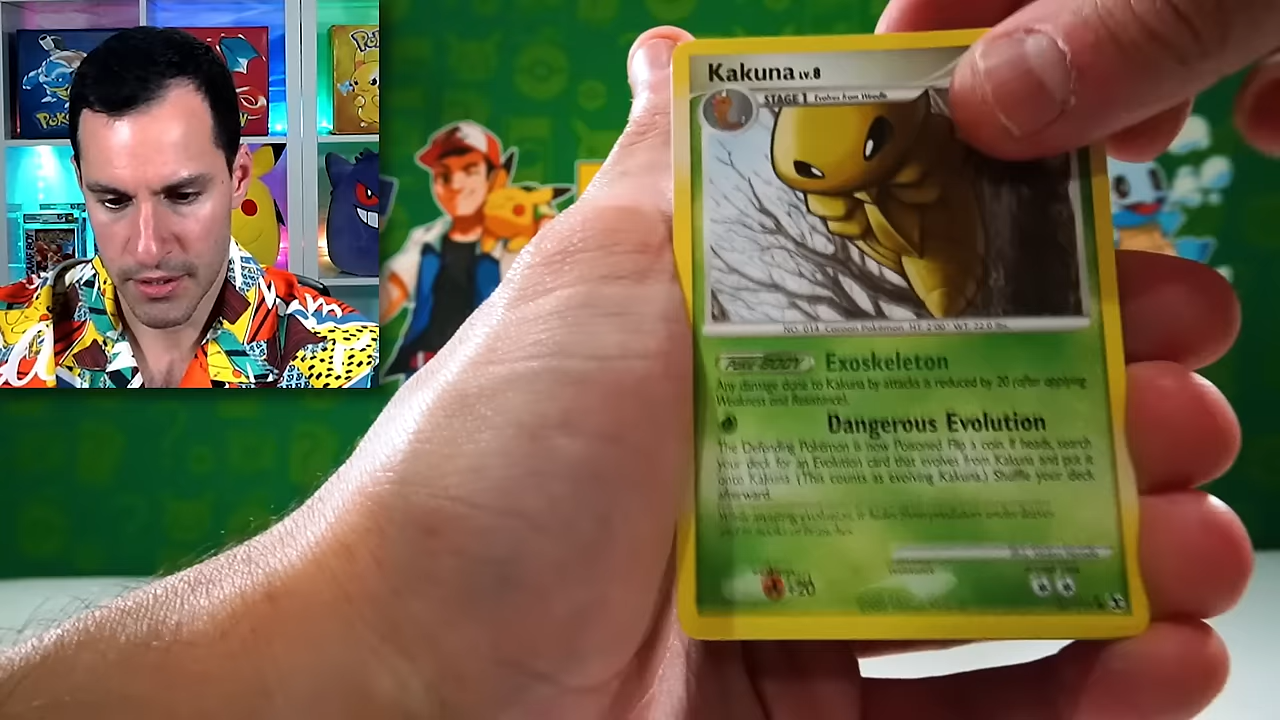 Kakuna LV.8
STAGE 1 Evolves from Weedle
NO. 014 Cocoon Pokémon HT. 2'00" WT. 22.0 lbs.
POKé-BODY Exoskeleton
Any damage done to Kakuna by attacks is reduced by 20 (after applying
Weakness and Resistance).
Dangerous Evolution
The Defending Pokémon is now Poisoned. Flip a coin. If heads, search
your deck for an Evolution card that evolves from Kakuna and put it
onto Kakuna. (This counts as evolving Kakuna.) Shuffle your deck
afterward.
+20